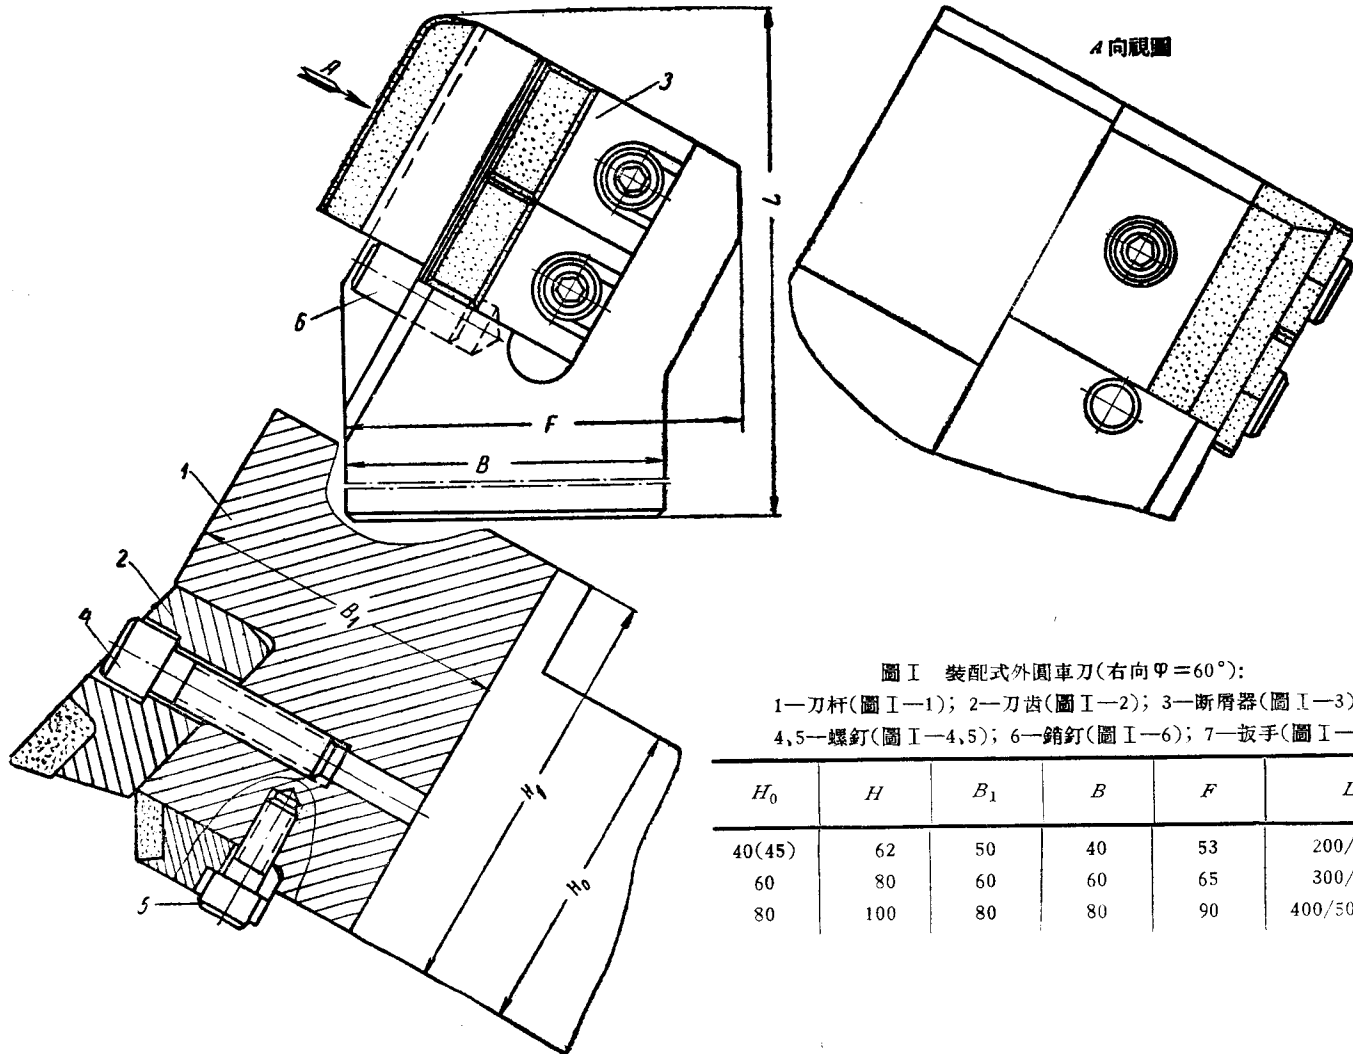 A 向視圖
A
3
7
6
F
B
1
2
4
B₁
H₁
H₀
5
圖Ⅰ 裝配式外圓車刀(右向φ=60°):
1—刀杆(圖Ⅰ—1); 2—刀齿(圖Ⅰ—2); 3—断屑器(圖Ⅰ—3)
4,5—螺釘(圖Ⅰ—4,5); 6—銷釘(圖Ⅰ—6); 7—扳手(圖Ⅰ—
H₀ H B₁ B F L
40(45) 62 50 40 53 200/
60 80 60 60 65 300/
80 100 80 80 90 400/50